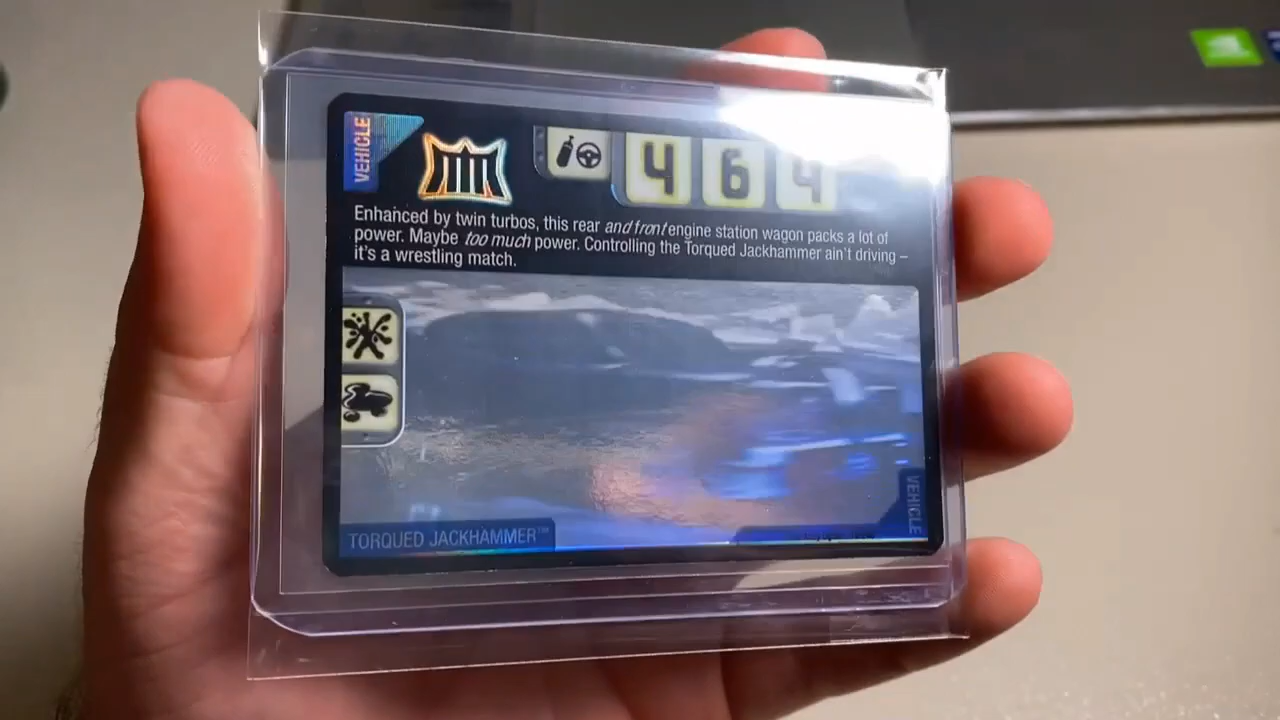 VEHICLE
4 6 4
Enhanced by twin turbos, this rear and front engine station wagon packs a lot of
power. Maybe too much power. Controlling the Torqued Jackhammer ain't driving –
it's a wrestling match.
VEHICLE
TORQUED JACKHAMMER™